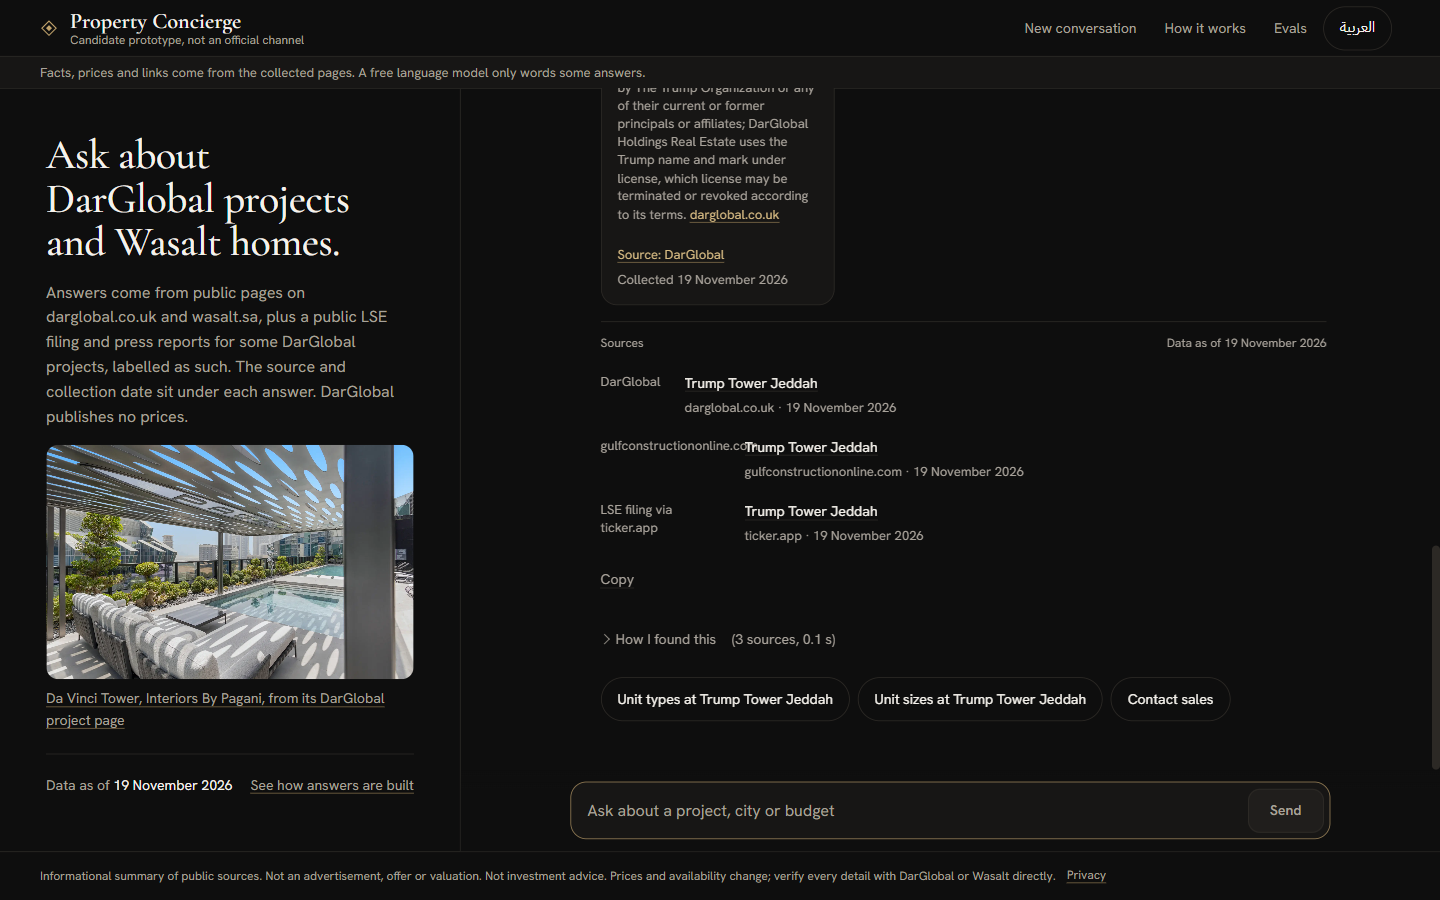 Property Concierge
Candidate prototype, not an official channel
New conversation
How it works
Evals
العربية
Facts, prices and links come from the collected pages. A free language model only words some answers.
Ask about
DarGlobal projects
and Wasalt homes.
Answers come from public pages on
darglobal.co.uk and wasalt.sa, plus a public LSE
filing and press reports for some DarGlobal
projects, labelled as such. The source and
collection date sit under each answer. DarGlobal
publishes no prices.
Da Vinci Tower, Interiors By Pagani, from its DarGlobal
project page
Data as of 19 November 2026
See how answers are built
by The Trump Organization or any
of their current or former
principals or affiliates; DarGlobal
Holdings Real Estate uses the
Trump name and mark under
license, which license may be
terminated or revoked according
to its terms. darglobal.co.uk
Source: DarGlobal
Collected 19 November 2026
Sources
Data as of 19 November 2026
DarGlobal
Trump Tower Jeddah
darglobal.co.uk · 19 November 2026
gulfconstructiononline.com
Trump Tower Jeddah
gulfconstructiononline.com · 19 November 2026
LSE filing via
ticker.app
Trump Tower Jeddah
ticker.app · 19 November 2026
Copy
How I found this (3 sources, 0.1 s)
Unit types at Trump Tower Jeddah
Unit sizes at Trump Tower Jeddah
Contact sales
Ask about a project, city or budget
Send
Informational summary of public sources. Not an advertisement, offer or valuation. Not investment advice. Prices and availability change; verify every detail with DarGlobal or Wasalt directly.
Privacy